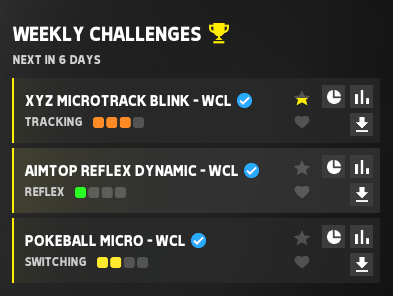 WEEKLY CHALLENGES
NEXT IN 6 DAYS
XYZ MICROTRACK BLINK - WCL
TRACKING
AIMTOP REFLEX DYNAMIC - WCL
REFLEX
POKEBALL MICRO - WCL
SWITCHING